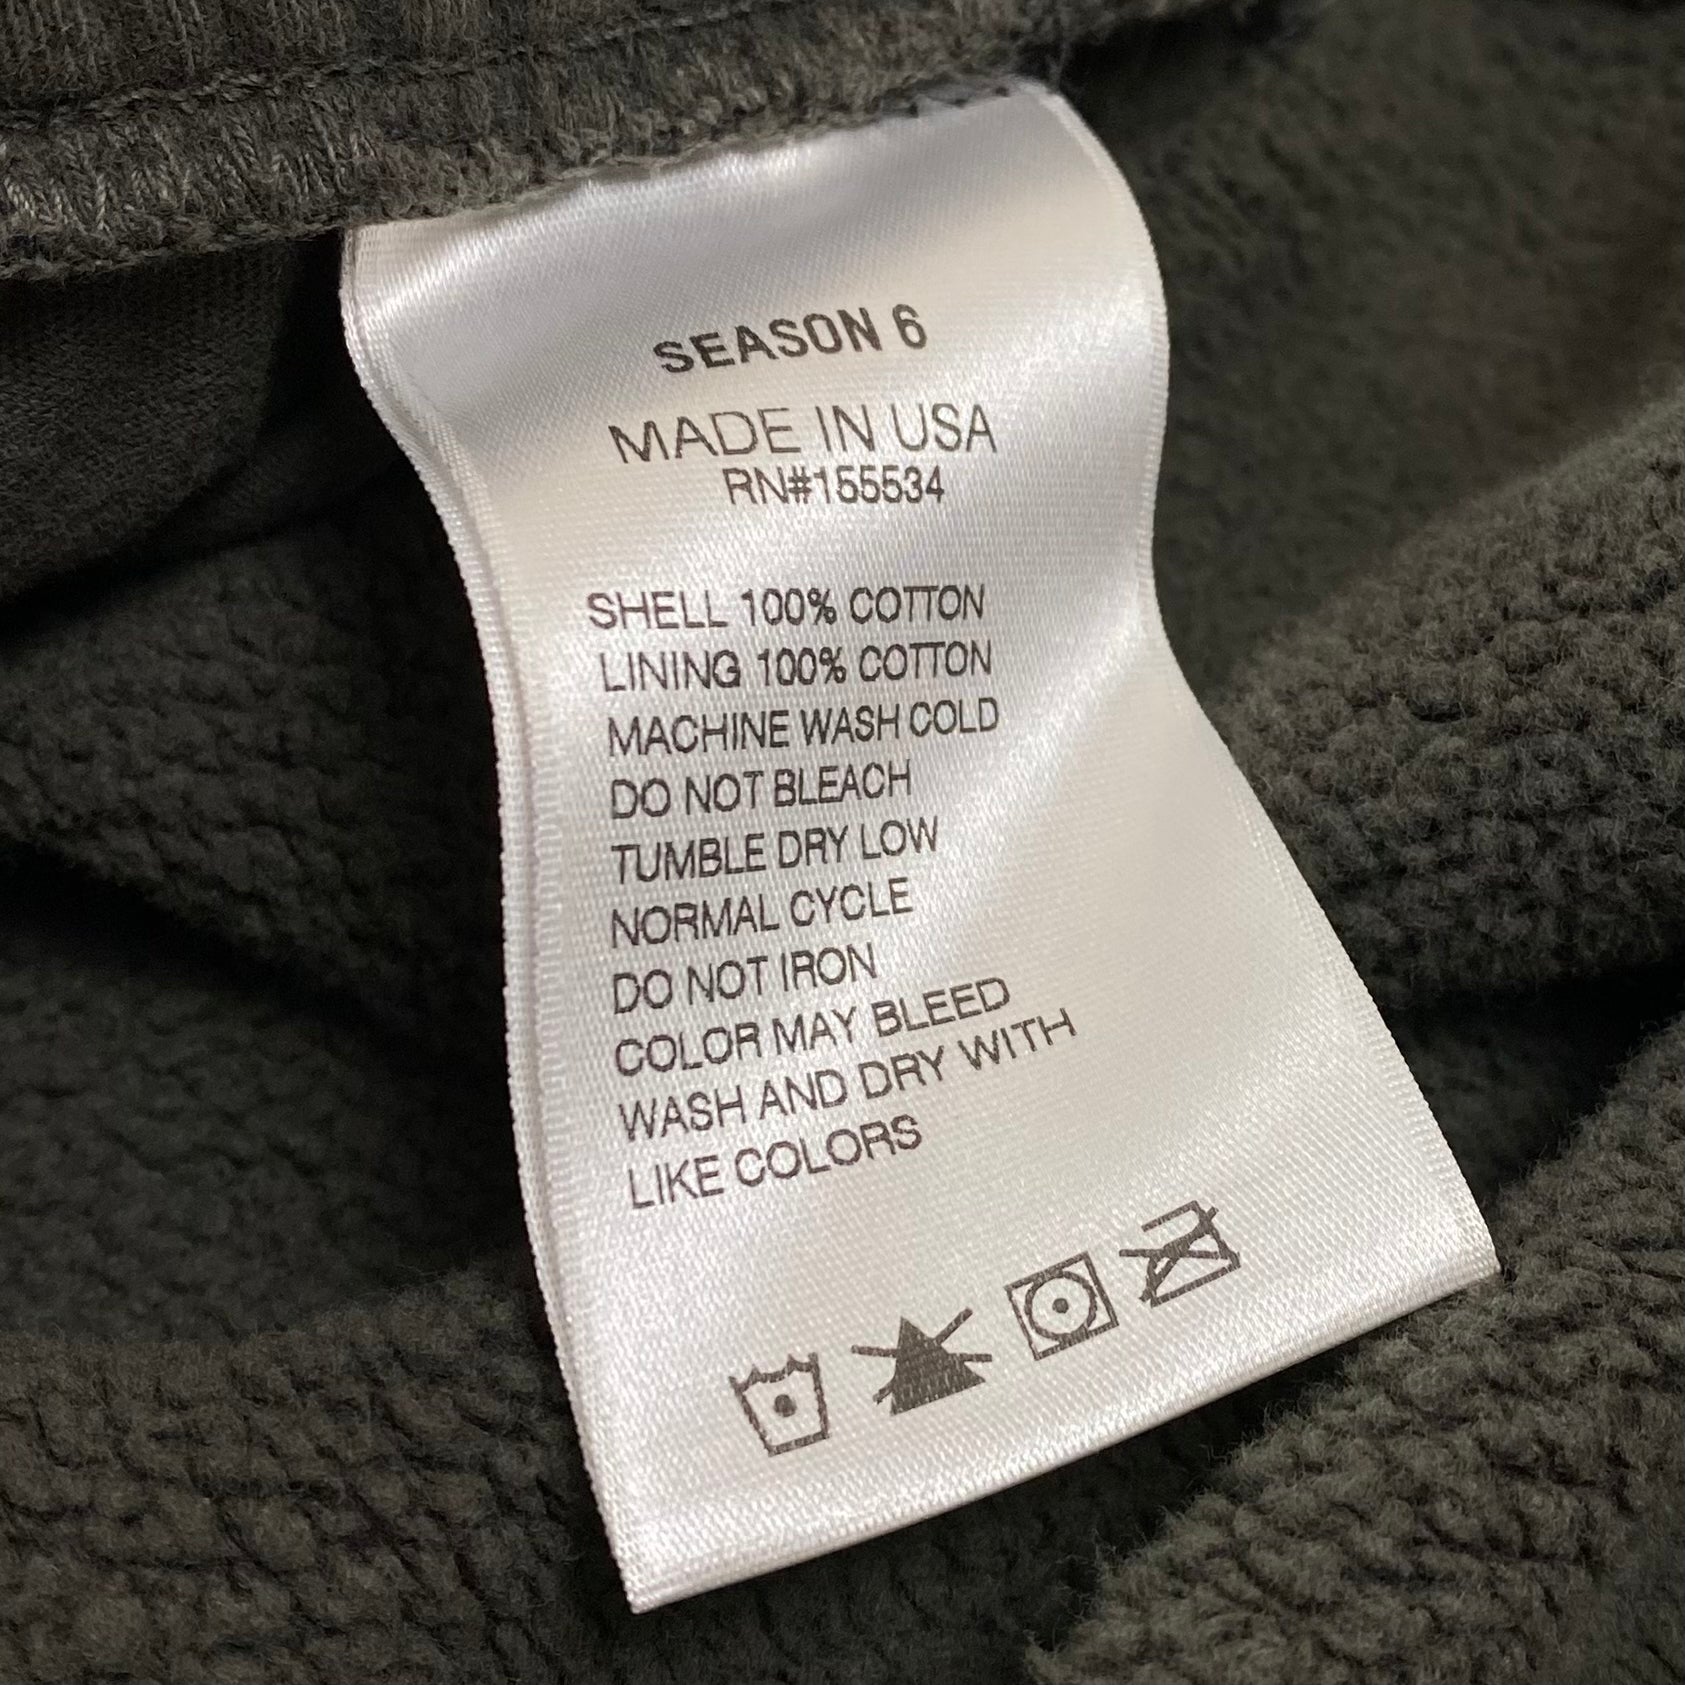 SEASON 6
MADE IN USA
RN#155534
SHELL 100% COTTON
LINING 100% COTTON
MACHINE WASH COLD
DO NOT BLEACH
TUMBLE DRY LOW
NORMAL CYCLE
DO NOT IRON
COLOR MAY BLEED
WASH AND DRY WITH
LIKE COLORS